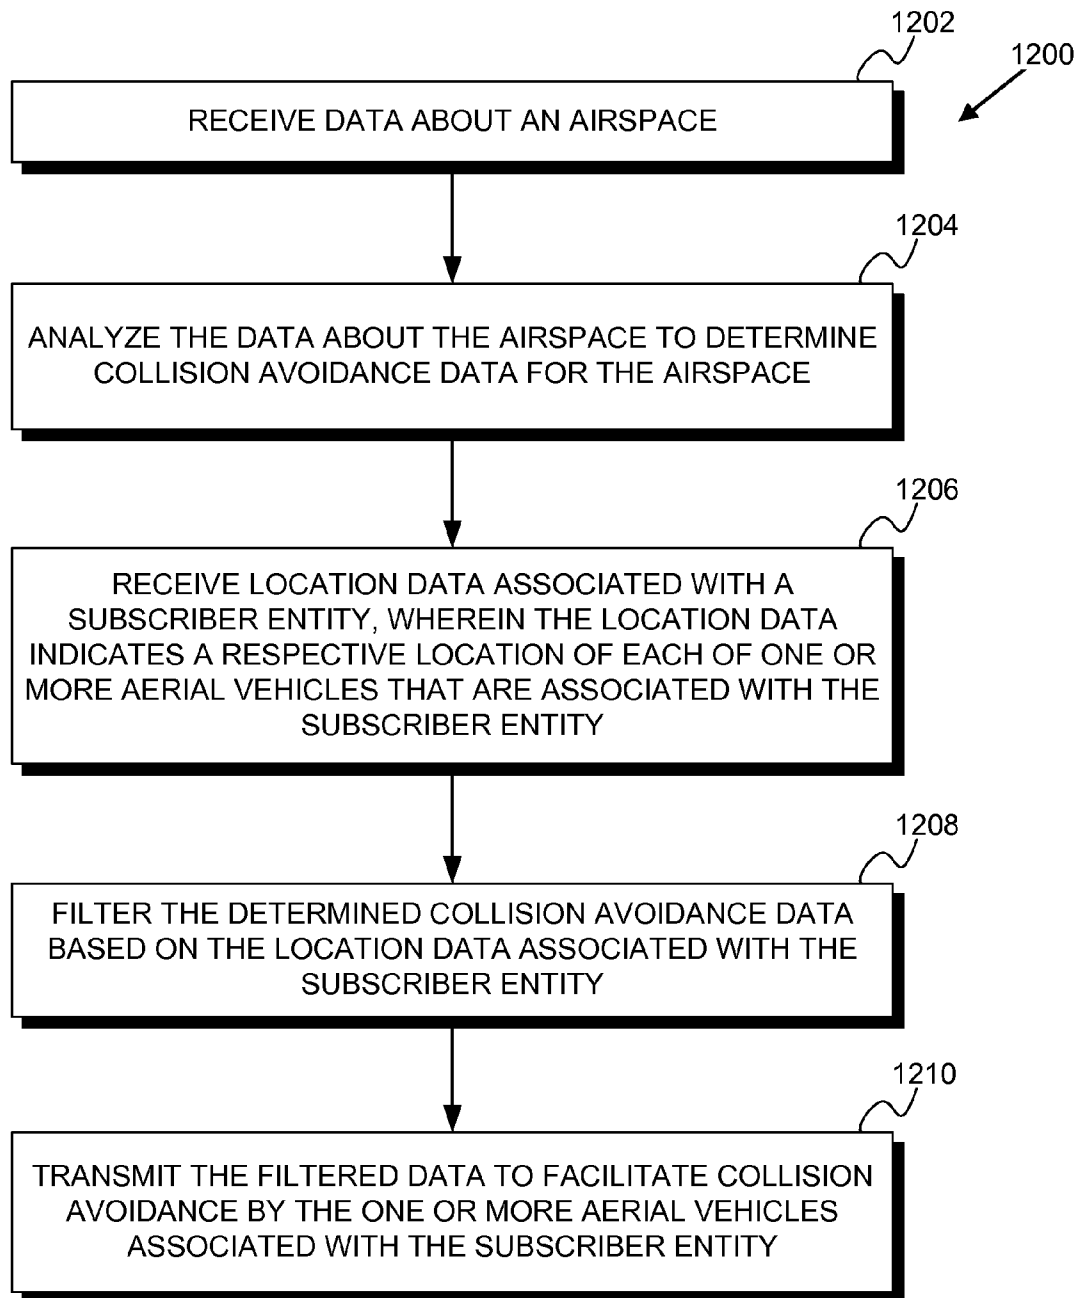 1202
1200
RECEIVE DATA ABOUT AN AIRSPACE
1204
ANALYZE THE DATA ABOUT THE AIRSPACE TO DETERMINE
COLLISION AVOIDANCE DATA FOR THE AIRSPACE
1206
RECEIVE LOCATION DATA ASSOCIATED WITH A
SUBSCRIBER ENTITY, WHEREIN THE LOCATION DATA
INDICATES A RESPECTIVE LOCATION OF EACH OF ONE OR
MORE AERIAL VEHICLES THAT ARE ASSOCIATED WITH THE
SUBSCRIBER ENTITY
1208
FILTER THE DETERMINED COLLISION AVOIDANCE DATA
BASED ON THE LOCATION DATA ASSOCIATED WITH THE
SUBSCRIBER ENTITY
1210
TRANSMIT THE FILTERED DATA TO FACILITATE COLLISION
AVOIDANCE BY THE ONE OR MORE AERIAL VEHICLES
ASSOCIATED WITH THE SUBSCRIBER ENTITY